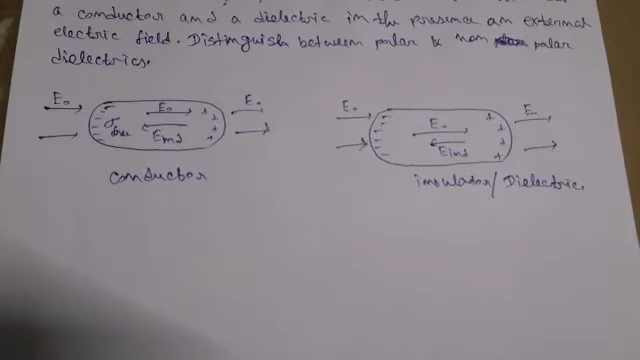 a conductor and a dielectric in the presence an external
electric field. Distinguish between polar & non polar
dielectrics.
E₀ E₀ E₀
σfree Eind
conductor
E₀ E₀ E₀
Eind
insulator/Dielectric